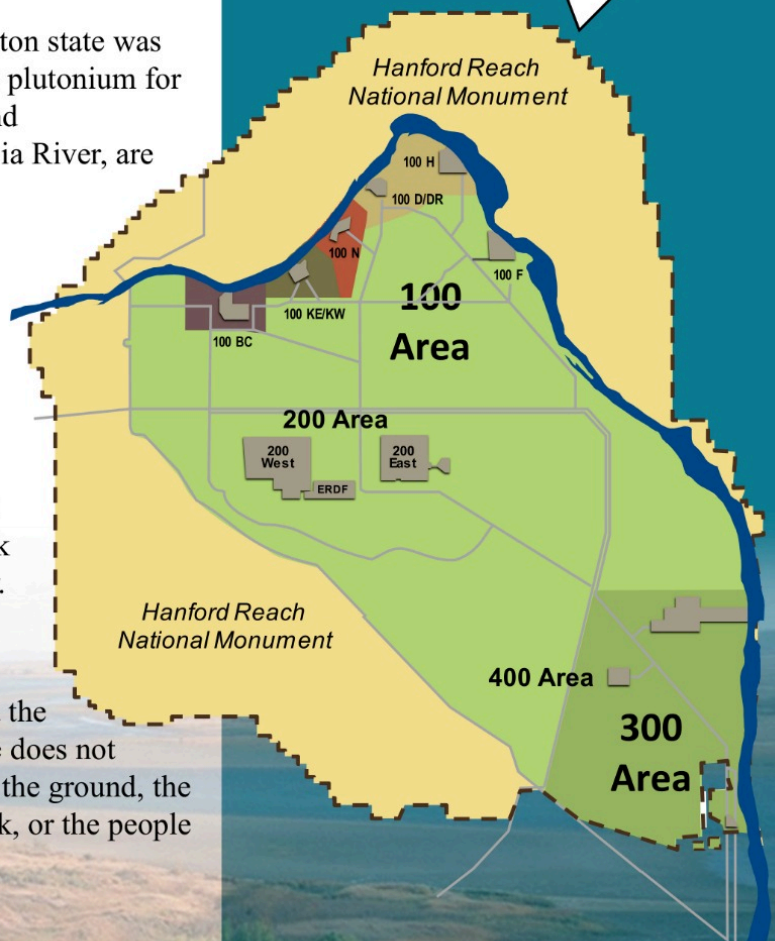 ton state was
plutonium for
nd
ia River, are
k
.
the
e does not
the ground, the
k, or the people
Hanford Reach
National Monument
100 H
100 D/DR
100 N
100 F
100 KE/KW
100 BC
100
Area
200 Area
200
West
200
East
ERDF
Hanford Reach
National Monument
400 Area
300
Area